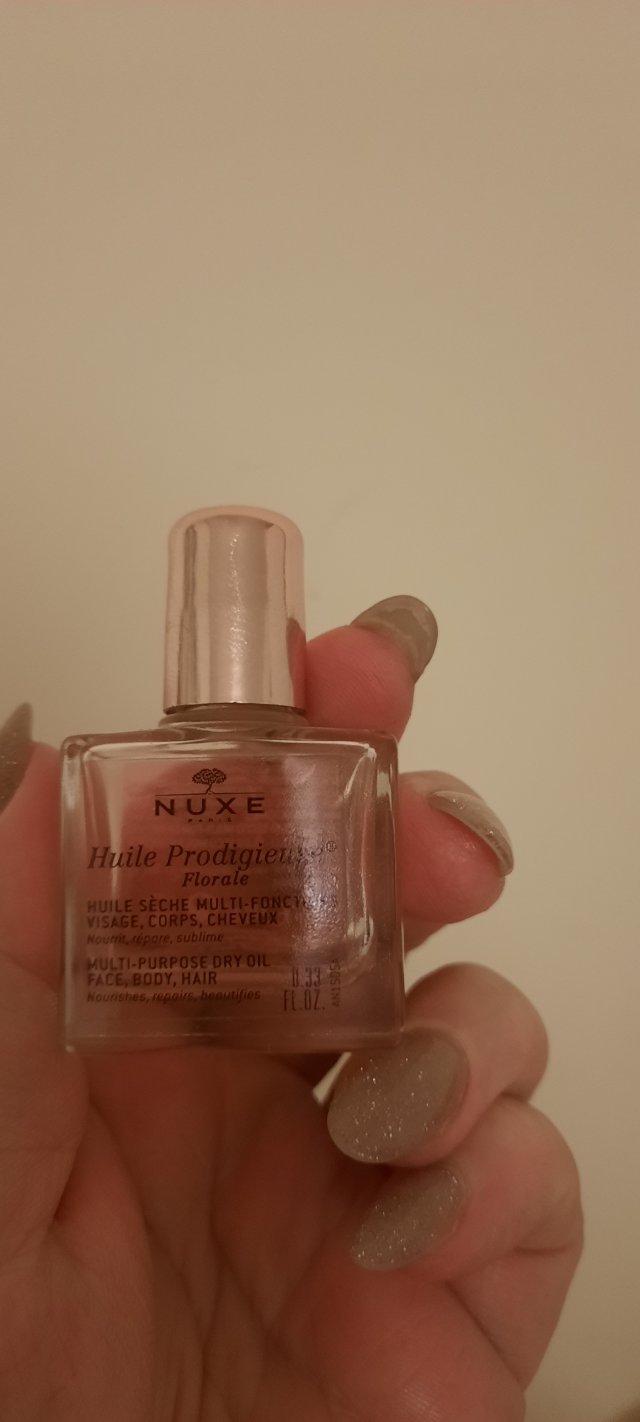 NUXE
PARIS
Huile Prodigieuse®
Florale
HUILE SÈCHE MULTI-FONCTIONS
VISAGE, CORPS, CHEVEUX
Nourrit, répare, sublime
MULTI-PURPOSE DRY OIL
FACE, BODY, HAIR
Nourishes, repairs, beautifies
0.33
FL.OZ.